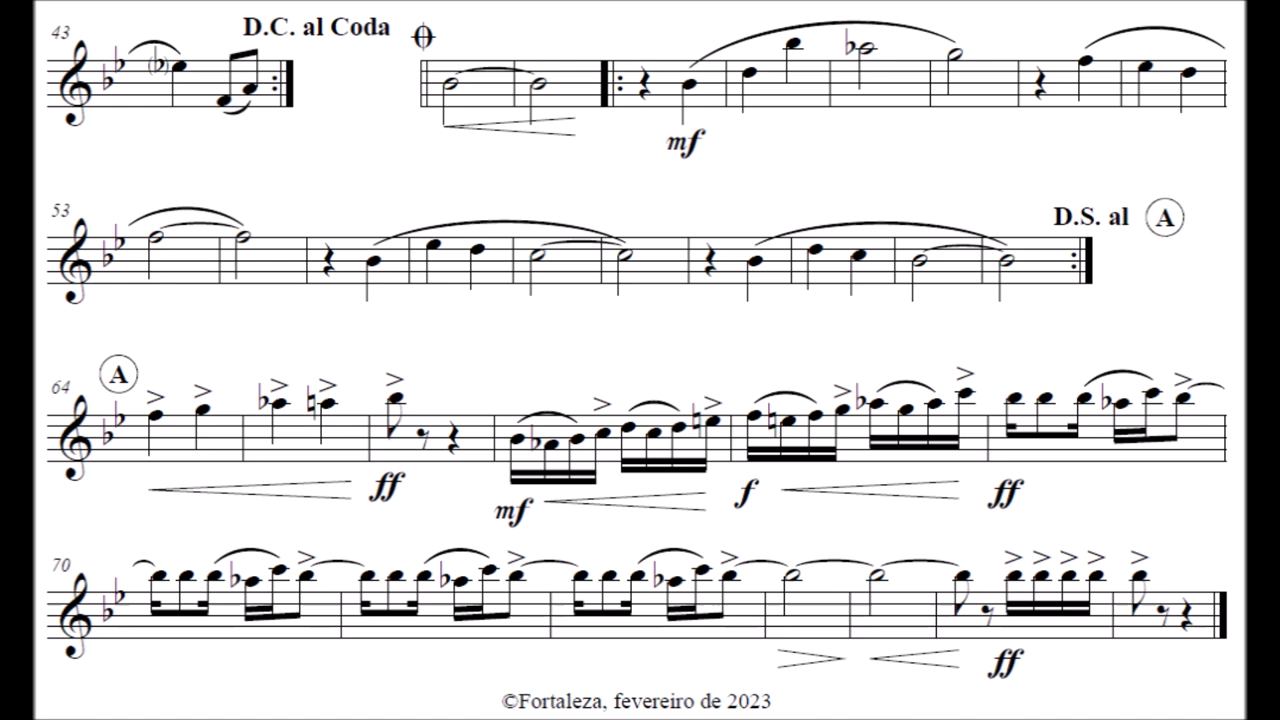 43 D.C. al Coda
mf
53 D.S. al A
A
64
ff mf f ff
70
ff
©Fortaleza, fevereiro de 2023